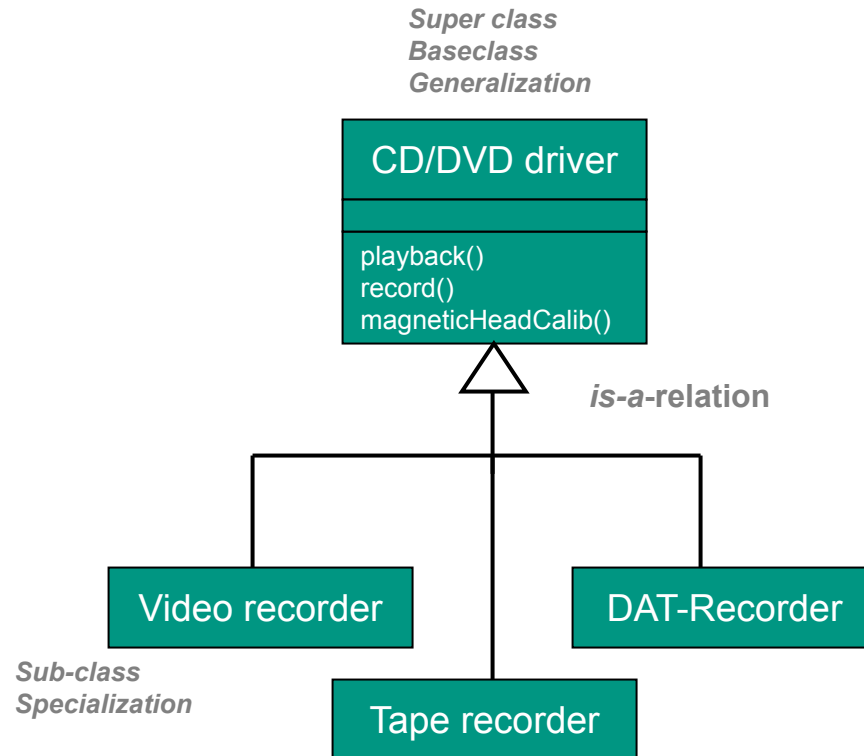 Super class
Baseclass
Generalization
CD/DVD driver
playback()
record()
magneticHeadCalib()
is-a-relation
Video recorder
DAT-Recorder
Sub-class
Specialization
Tape recorder